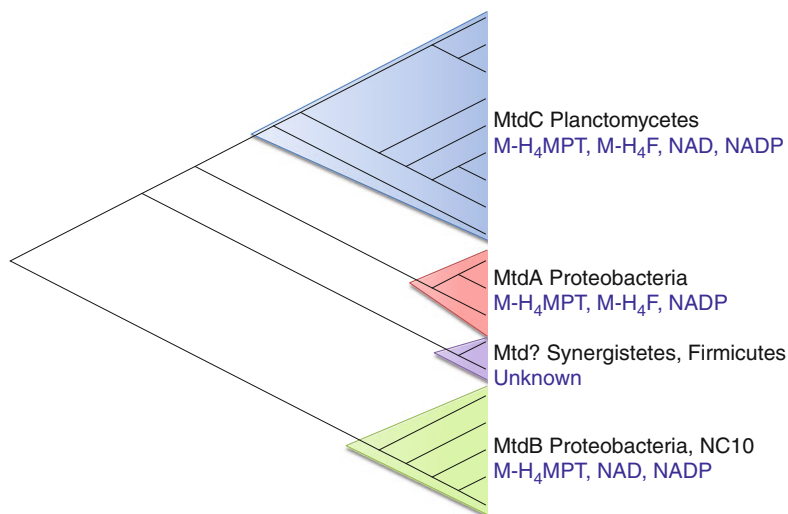 MtdC Planctomycetes
M-H₄MPT, M-H₄F, NAD, NADP
MtdA Proteobacteria
M-H₄MPT, M-H₄F, NADP
Mtd? Synergistetes, Firmicutes
Unknown
MtdB Proteobacteria, NC10
M-H₄MPT, NAD, NADP